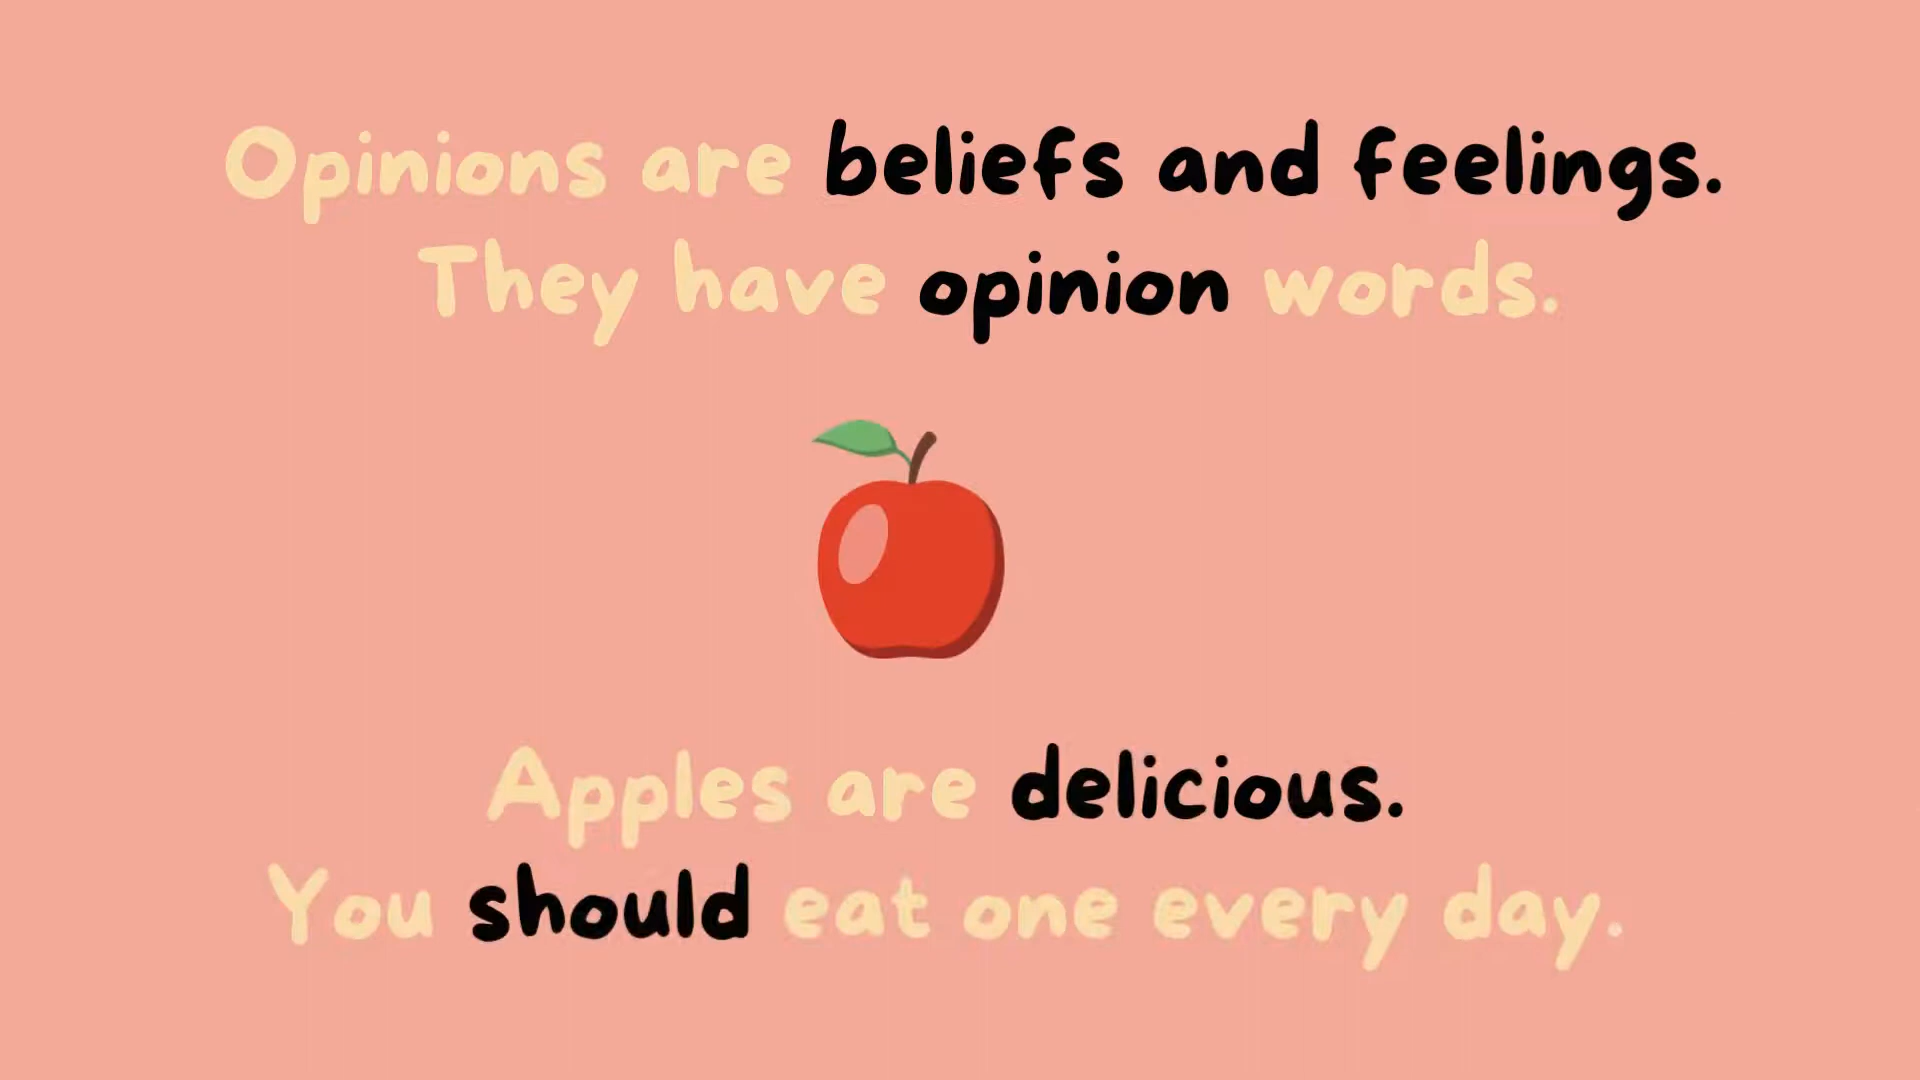 Opinions are beliefs and feelings.
They have opinion words.
Apples are delicious.
You should eat one every day.